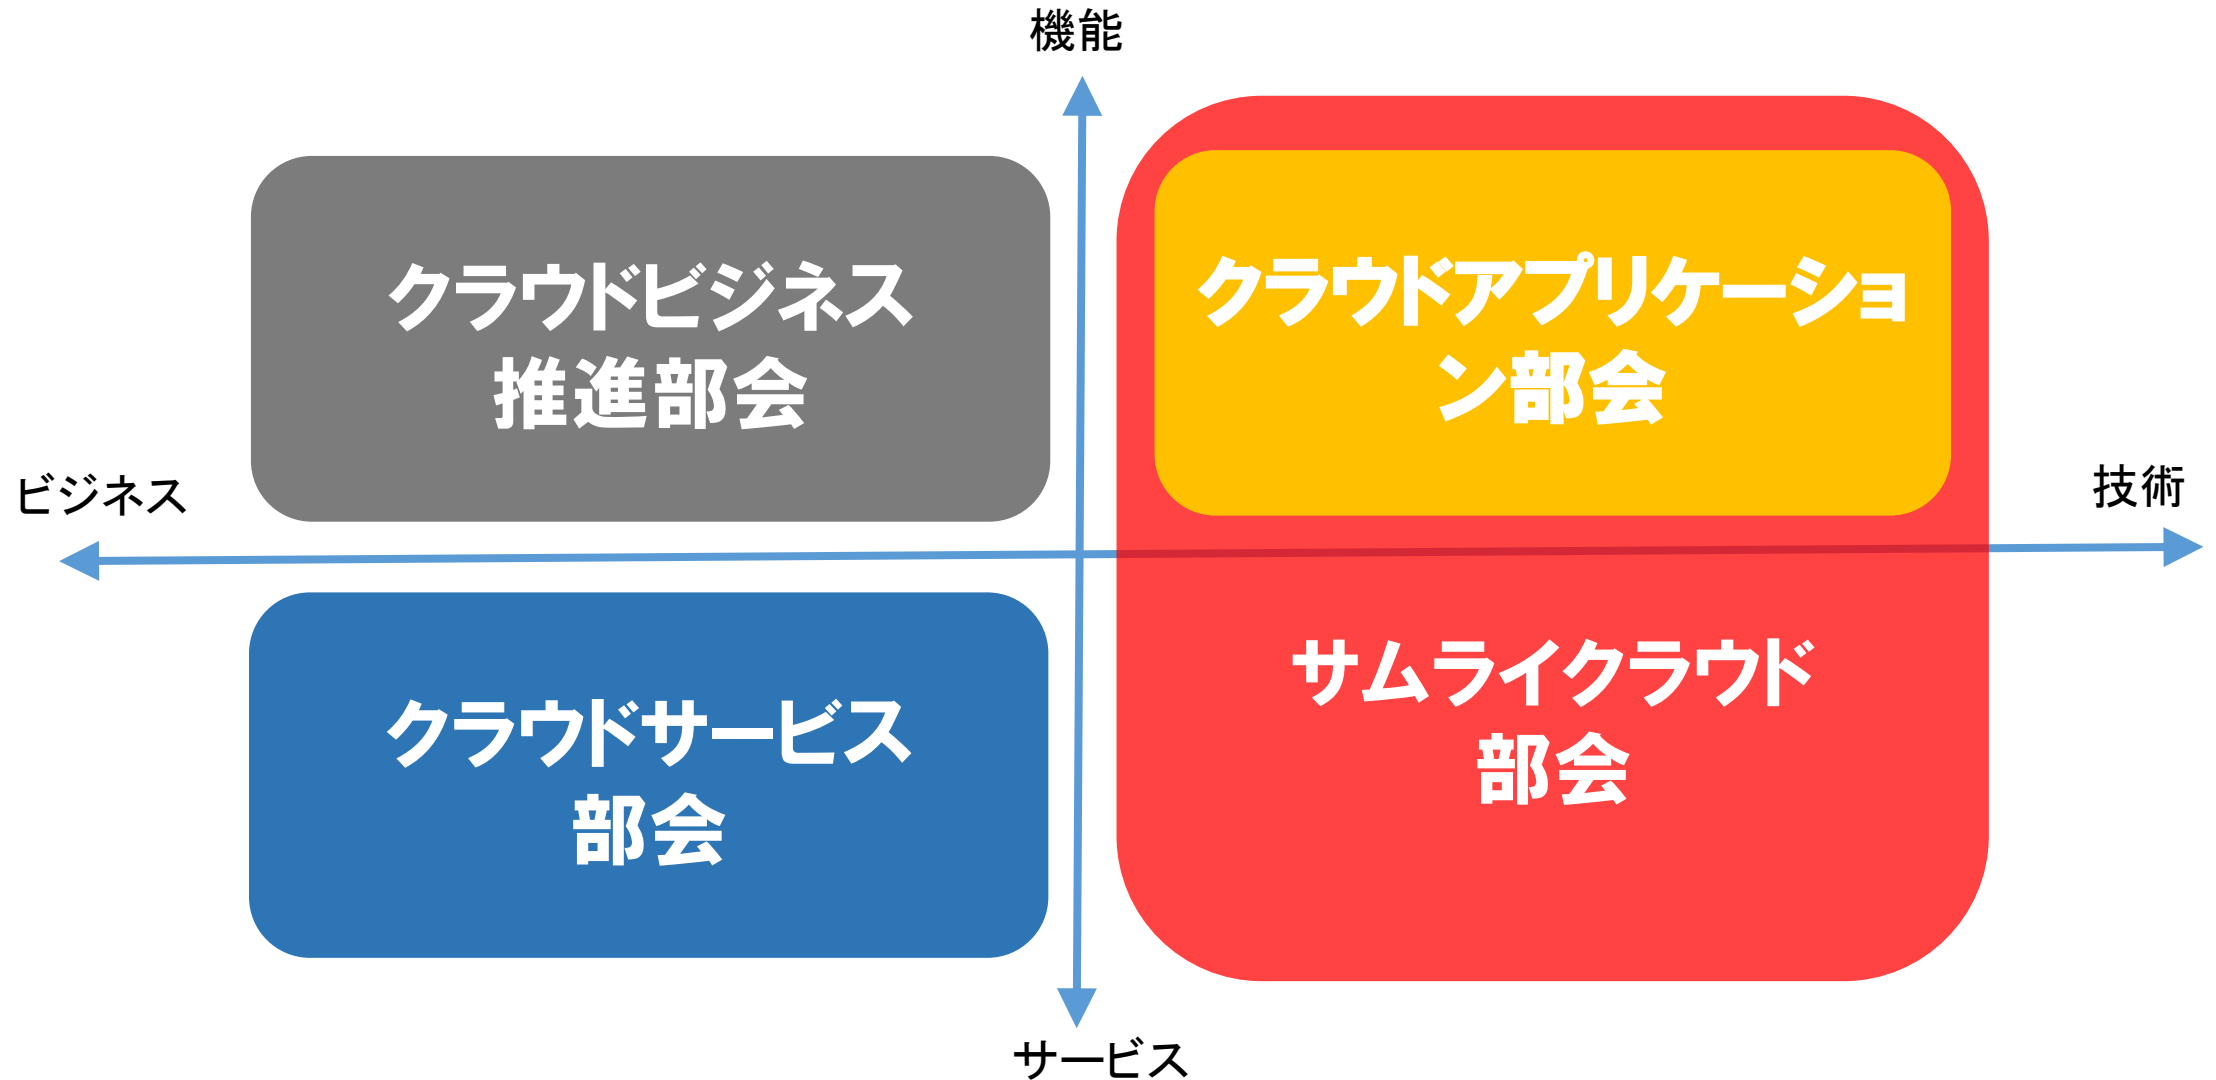 機能
クラウドビジネス
推進部会
クラウドアプリケーショ
ン部会
ビジネス
技術
クラウドサービス
部会
サムライクラウド
部会
サービス